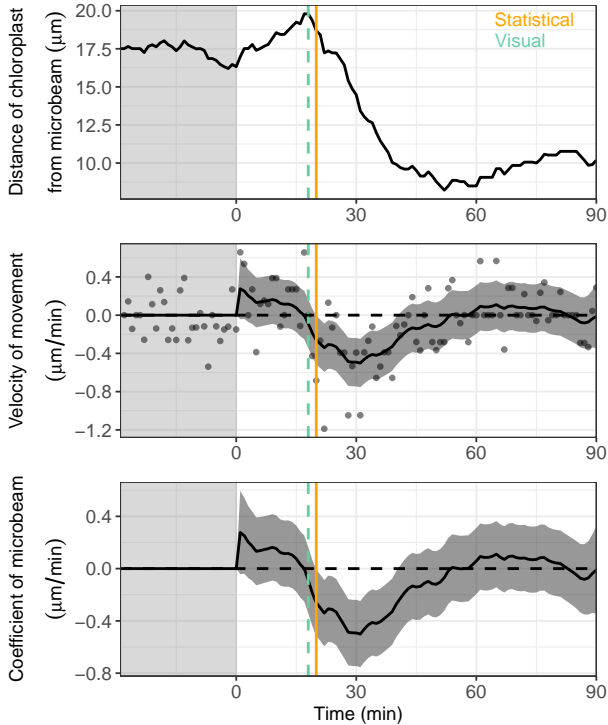 Distance of chloroplast
from microbeam (μm)
20.0
17.5
15.0
12.5
10.0
Statistical
Visual
0
30
60
90
Velocity of movement
(μm/min)
0.4
0.0
−0.4
−0.8
−1.2
0
30
60
90
Coefficient of microbeam
(μm/min)
0.4
0.0
−0.4
−0.8
0
30
60
90
Time (min)